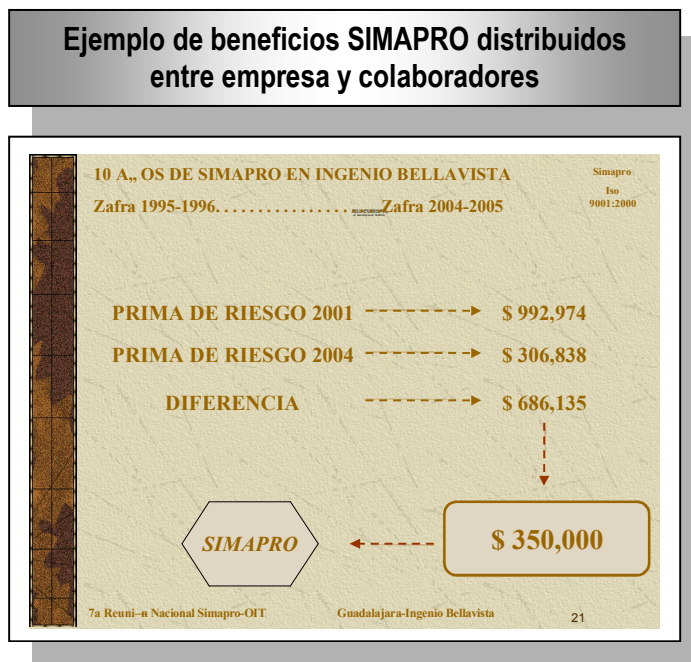 Ejemplo de beneficios SIMAPRO distribuidos
entre empresa y colaboradores
10 A„ OS DE SIMAPRO EN INGENIO BELLAVISTA
Simapro
Iso
9001:2000
Zafra 1995-1996. . . . . . . . . . . . . . . . . Zafra 2004-2005
PRIMA DE RIESGO 2001 $ 992,974
PRIMA DE RIESGO 2004 $ 306,838
DIFERENCIA $ 686,135
SIMAPRO
$ 350,000
7a Reuni–n Nacional Simapro-OIT Guadalajara-Ingenio Bellavista 21